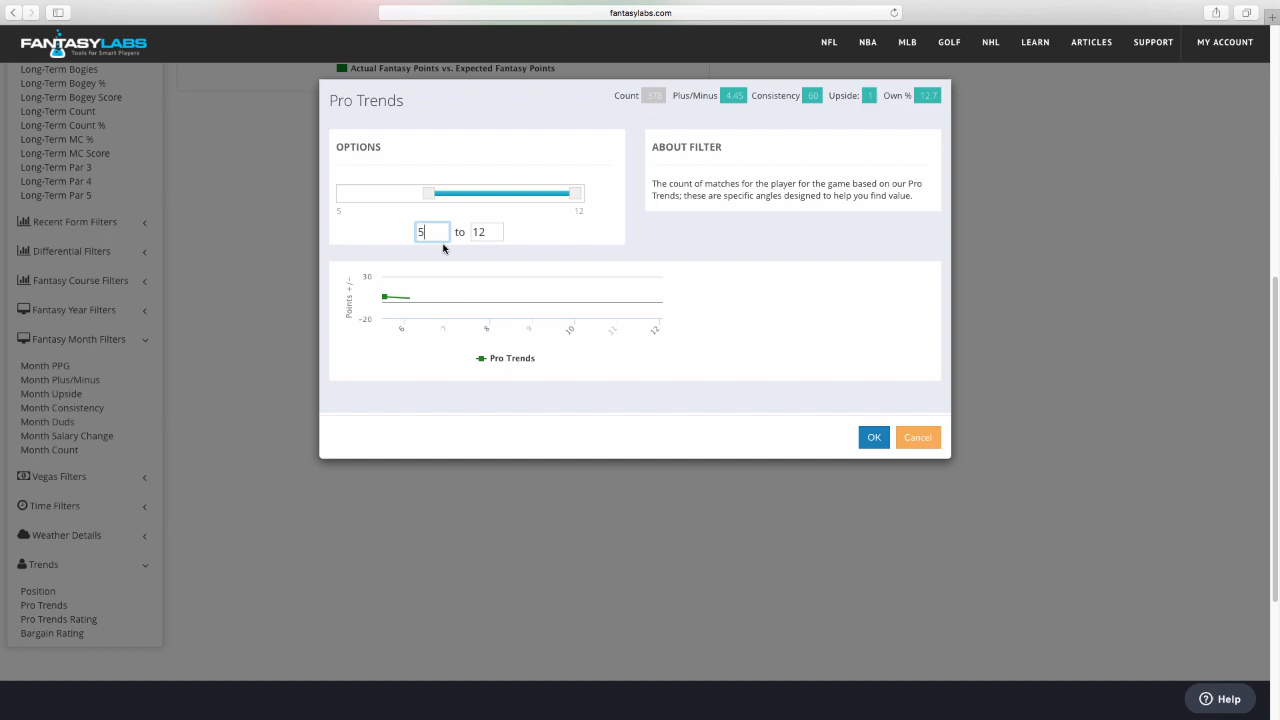 fantasylabs.com
FANTASYLABS
Tools for Smart Players
NFL NBA MLB GOLF NHL LEARN ARTICLES SUPPORT MY ACCOUNT
Long-Term Bogies
Long-Term Bogey %
Long-Term Bogey Score
Long-Term Count
Long-Term Count %
Long-Term MC %
Long-Term MC Score
Long-Term Par 3
Long-Term Par 4
Long-Term Par 5
Recent Form Filters
Differential Filters
Fantasy Course Filters
Fantasy Year Filters
Fantasy Month Filters
Month PPG
Month Plus/Minus
Month Upside
Month Consistency
Month Duds
Month Salary Change
Month Count
Vegas Filters
Time Filters
Weather Details
Trends
Position
Pro Trends
Pro Trends Rating
Bargain Rating
Actual Fantasy Points vs. Expected Fantasy Points
Pro Trends
Count 378 Plus/Minus 4.45 Consistency 60 Upside: 1 Own % 12.7
OPTIONS
5 12
5 to 12
ABOUT FILTER
The count of matches for the player for the game based on our Pro
Trends; these are specific angles designed to help you find value.
Points +/-
30
-20
6 7 8 9 10 11 12
Pro Trends
OK Cancel
Help